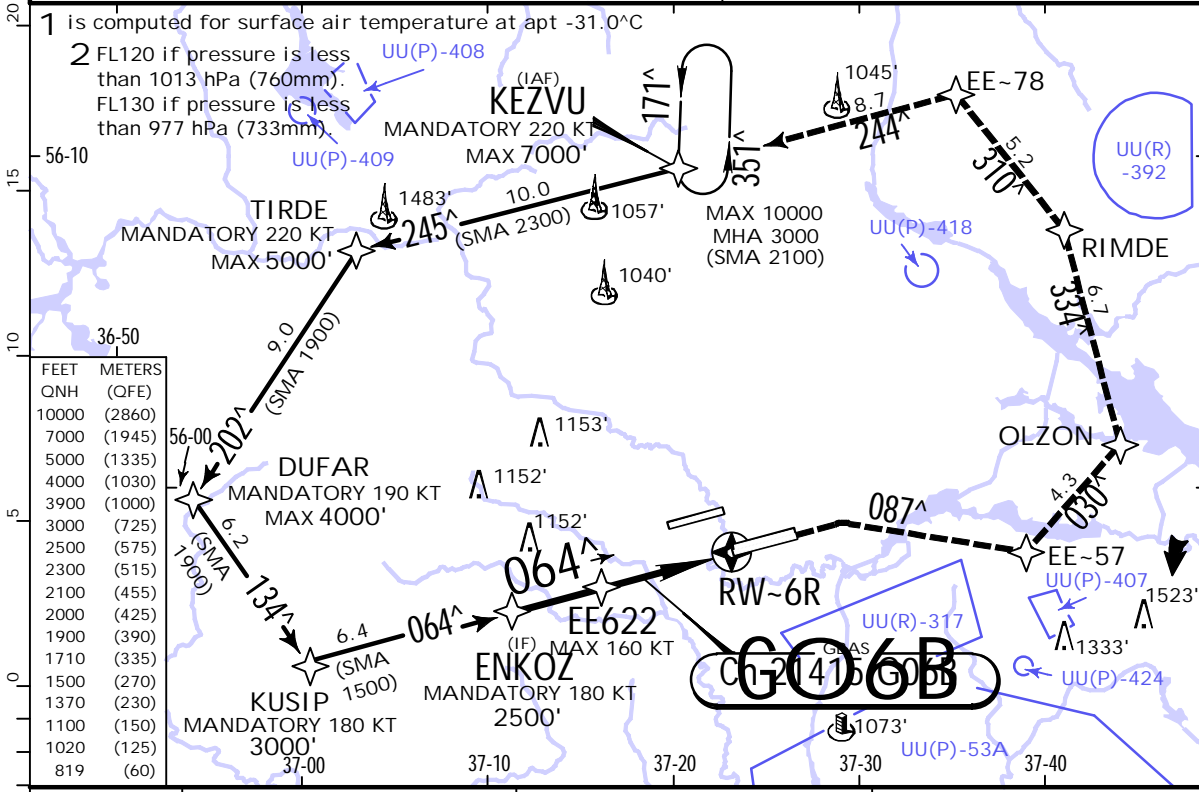 1 is computed for surface air temperature at apt -31.0^C
2 FL120 if pressure is less
than 1013 hPa (760mm).
FL130 if pressure is less
than 977 hPa (733mm).
UU(P)-408
UU(P)-409
(IAF)
KEZVU
MANDATORY 220 KT
MAX 7000'
171^
351^
1045'
8.7
244^
EE~78
5.2
310^
UU(R)
-392
56-10
20
15
10
5
0
1483'
10.0
245^
(SMA 2300)
1057'
1040'
TIRDE
MANDATORY 220 KT
MAX 5000'
MAX 10000
MHA 3000
(SMA 2100)
UU(P)-418
RIMDE
6.7
334^
36-50
9.0
(SMA 1900)
202^
56-00
FEET METERS
QNH (QFE)
10000 (2860)
7000 (1945)
5000 (1335)
4000 (1030)
3900 (1000)
3000 (725)
2500 (575)
2300 (515)
2100 (455)
2000 (425)
1900 (390)
1710 (335)
1500 (270)
1370 (230)
1100 (150)
1020 (125)
819 (60)
DUFAR
MANDATORY 190 KT
MAX 4000'
1153'
1152'
1152'
OLZON
4.3
030^
087^
EE~57
6.2
(SMA
1900)
134^
064^
RW~6R
EE622
MAX 160 KT
UU(R)-317
UU(P)-407
1523'
1333'
UU(P)-424
6.4
064^
(SMA
1500)
(IF)
ENKOZ
MANDATORY 180 KT
2500'
KUSIP
MANDATORY 180 KT
3000'
GBAS
Ch 21415 G06B
GO6B
1073'
UU(P)-53A
37-00
37-10
37-20
37-30
37-40